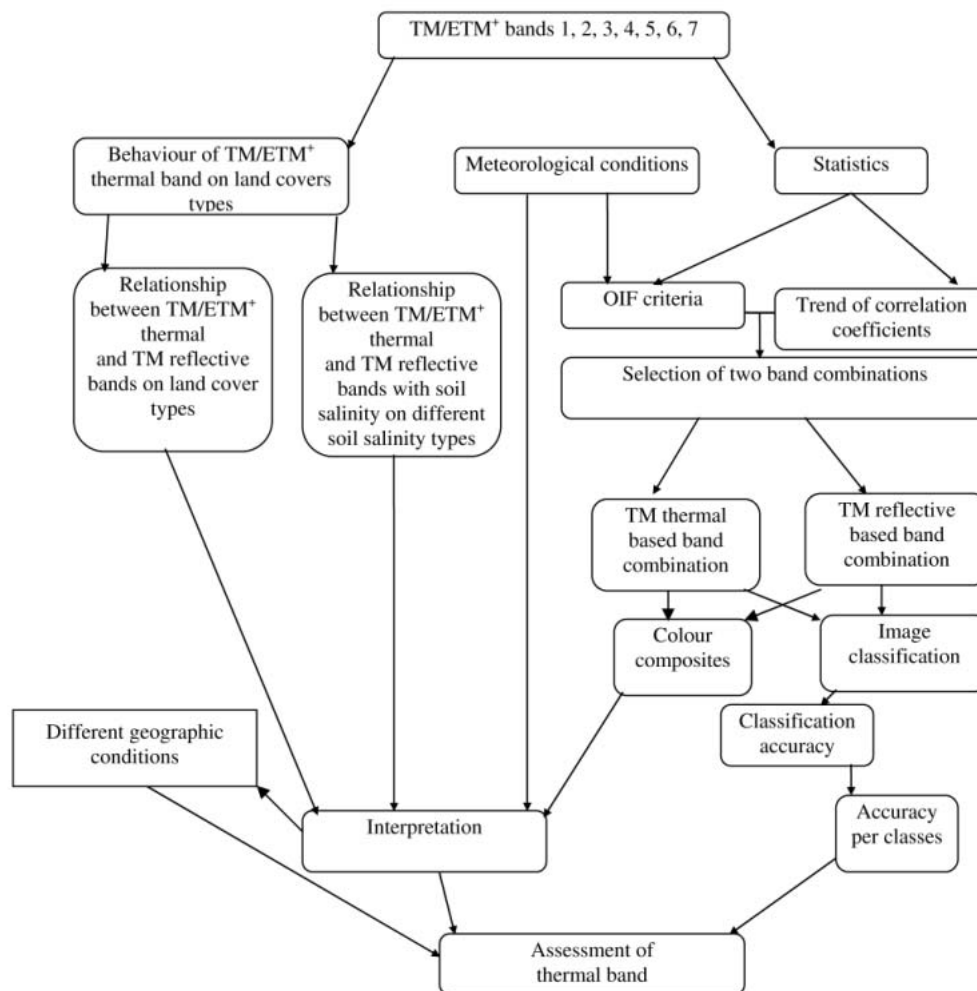 TM/ETM⁺ bands 1, 2, 3, 4, 5, 6, 7
Behaviour of TM/ETM⁺
thermal band on land covers
types
Meteorological conditions
Statistics
Relationship
between TM/ETM⁺
thermal
and TM reflective
bands on land cover
types
Relationship
between TM/ETM⁺
thermal
and TM reflective
bands with soil
salinity on different
soil salinity types
OIF criteria
Trend of correlation
coefficients
Selection of two band combinations
TM thermal
based band
combination
TM reflective
based band
combination
Colour
composites
Image
classification
Classification
accuracy
Different geographic
conditions
Accuracy
per classes
Interpretation
Assessment of
thermal band